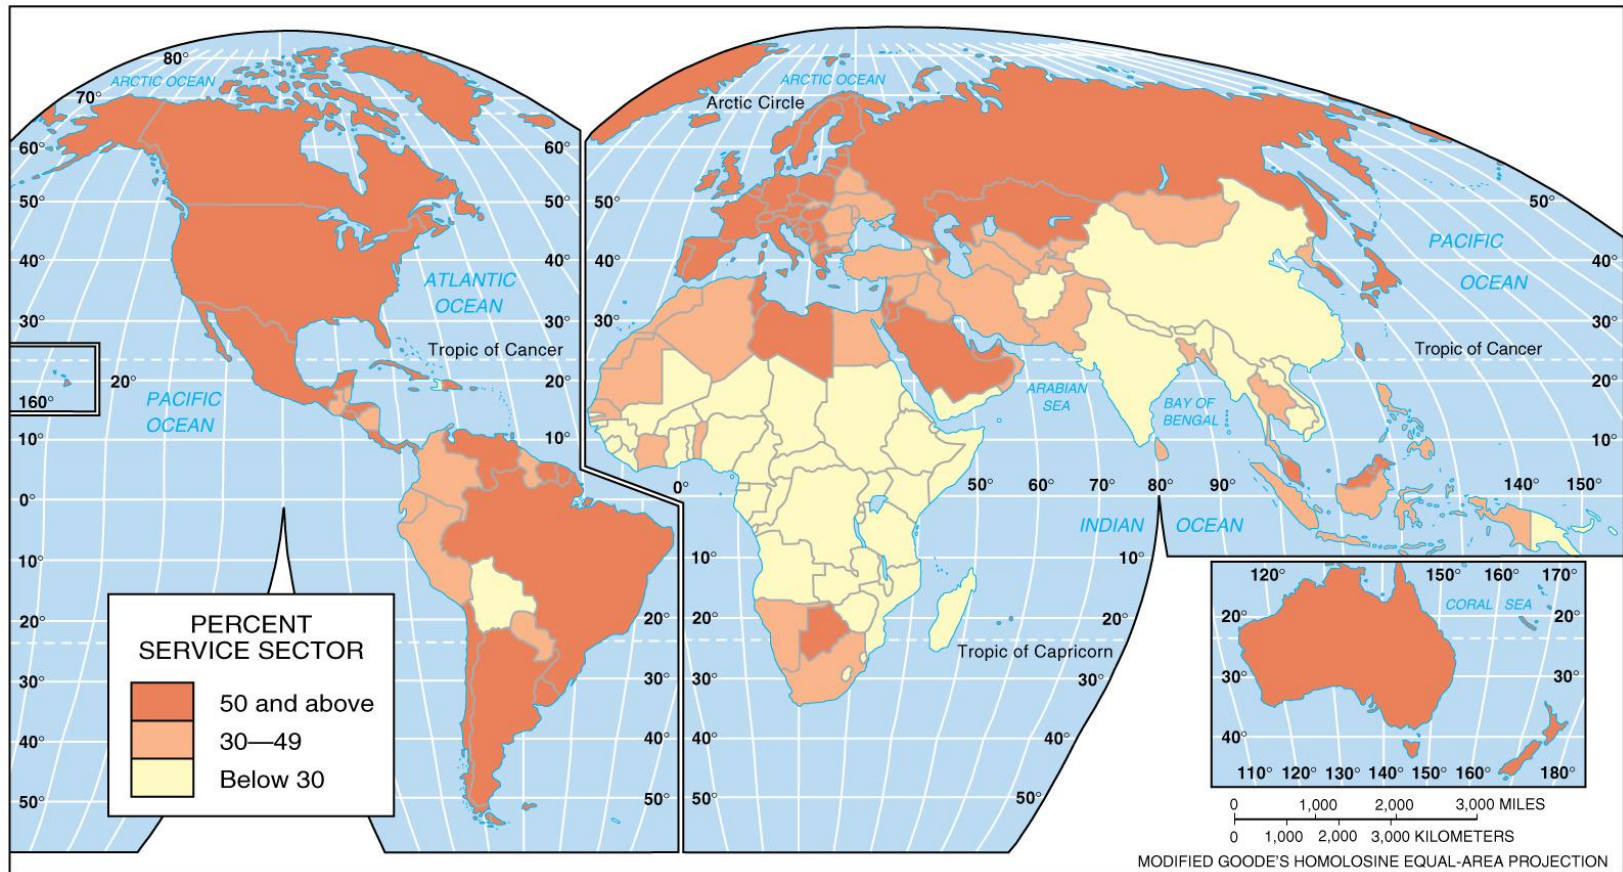 80°
ARCTIC OCEAN
70°
60°
60°
50°
50°
40°
40°
ATLANTIC
OCEAN
30°
30°
Tropic of Cancer
20°
20°
160°
PACIFIC
OCEAN
10°
10°
0°
10°
20°
20°
30°
30°
40°
40°
50°
50°
PERCENT
SERVICE SECTOR
50 and above
30—49
Below 30
ARCTIC OCEAN
Arctic Circle
50°
50°
PACIFIC
OCEAN
40°
40°
30°
30°
Tropic of Cancer
ARABIAN
SEA
BAY OF
BENGAL
20°
10°
0°
50°
60°
70°
80°
90°
140°
150°
INDIAN
OCEAN
10°
10°
20°
20°
Tropic of Capricorn
30°
30°
40°
40°
50°
50°
120°
150°
160°
170°
CORAL SEA
20°
20°
30°
30°
40°
110°
120°
130°
140°
150°
160°
180°
0 1,000 2,000 3,000 MILES
0 1,000 2,000 3,000 KILOMETERS
MODIFIED GOODE'S HOMOLOSINE EQUAL-AREA PROJECTION